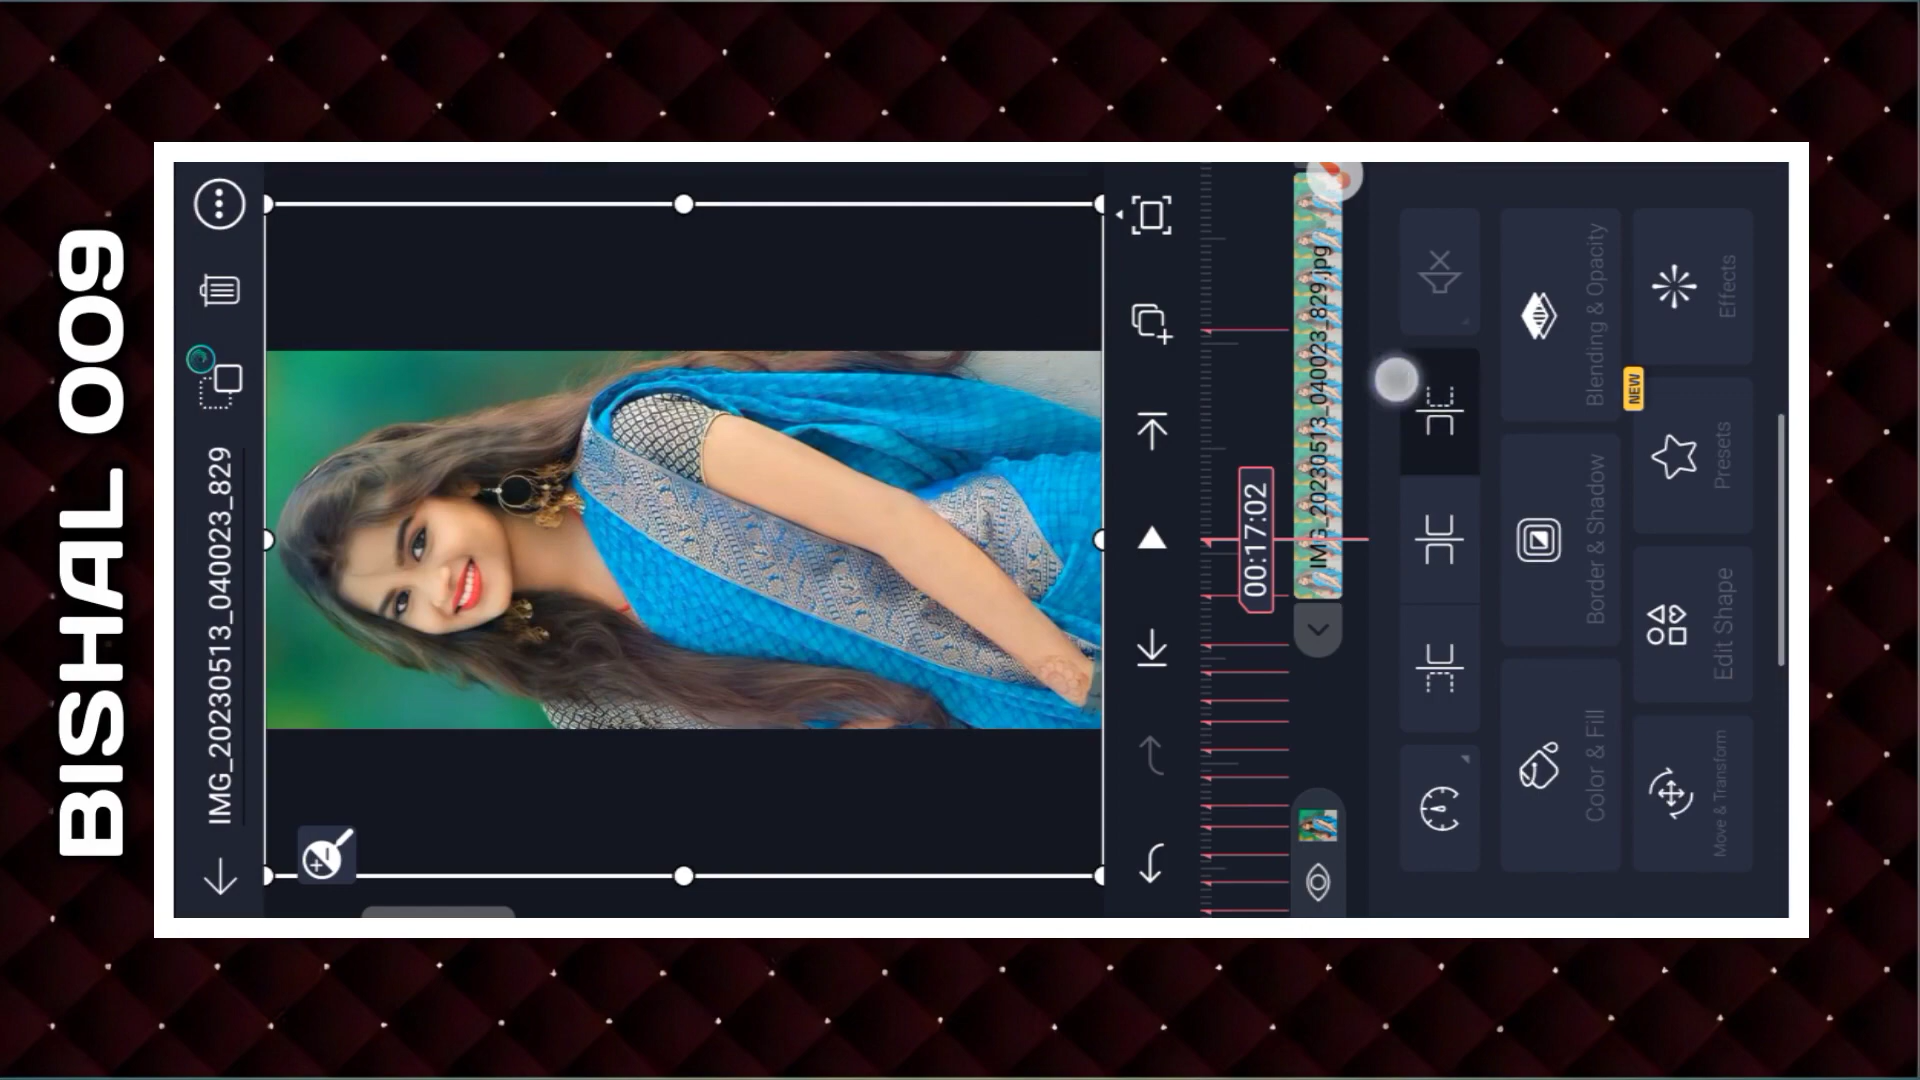 BISHAL 009
IMG_20230513_040023_829
00:17:02
IMG_20230513_040023_829.jpg
Color & Fill
Border & Shadow
Blending & Opacity
Move & Transform
Edit Shape
Presets
NEW
Effects